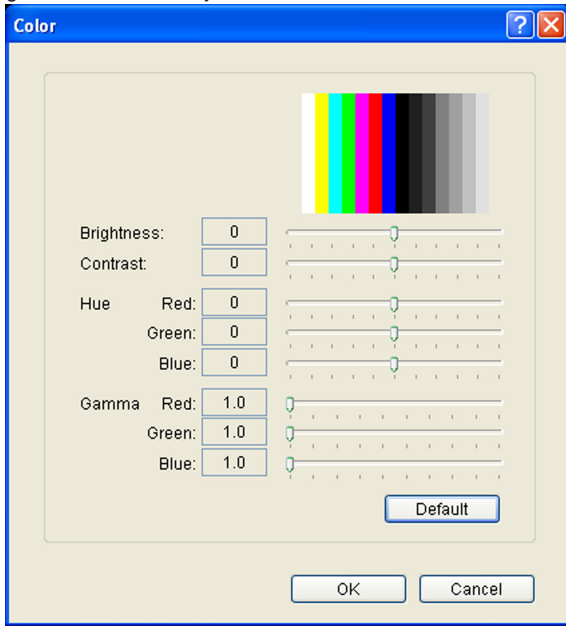 Color
Brightness: 0
Contrast: 0
Hue Red: 0
Green: 0
Blue: 0
Gamma Red: 1.0
Green: 1.0
Blue: 1.0
Default
OK Cancel